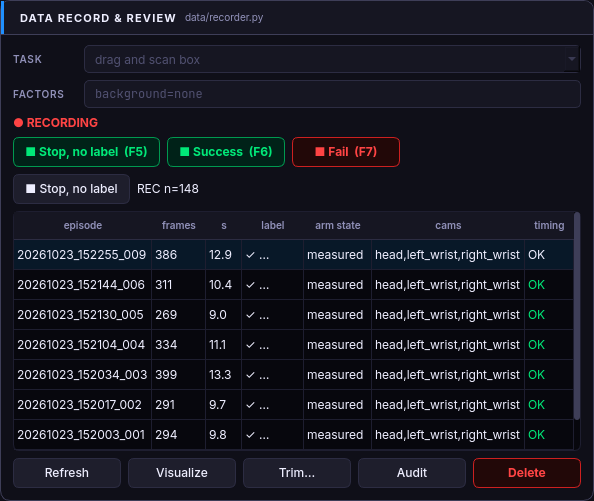 DATA RECORD & REVIEW data/recorder.py
TASK drag and scan box
FACTORS background=none
RECORDING
Stop, no label (F5) Success (F6) Fail (F7)
Stop, no label REC n=148
episode frames s label arm state cams timing
20261023_152255_009 386 12.9 ✓ ... measured head,left_wrist,right_wrist OK
20261023_152144_006 311 10.4 ✓ ... measured head,left_wrist,right_wrist OK
20261023_152130_005 269 9.0 ✓ ... measured head,left_wrist,right_wrist OK
20261023_152104_004 334 11.1 ✓ ... measured head,left_wrist,right_wrist OK
20261023_152034_003 399 13.3 ✓ ... measured head,left_wrist,right_wrist OK
20261023_152017_002 291 9.7 ✓ ... measured head,left_wrist,right_wrist OK
20261023_152003_001 294 9.8 ✓ ... measured head,left_wrist,right_wrist OK
Refresh Visualize Trim... Audit Delete